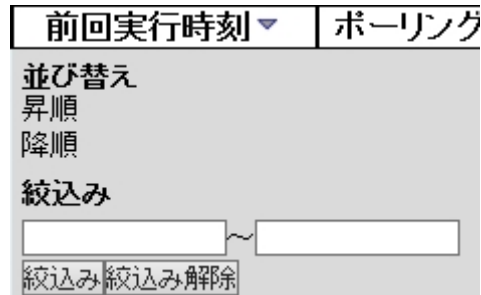 前回実行時刻▼ ポーリング
並び替え
昇順
降順
絞込み
～
絞込み 絞込み解除